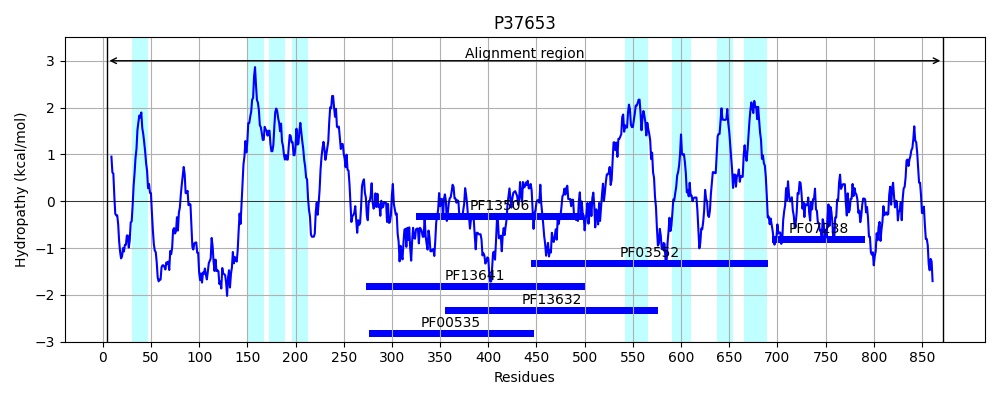 P37653
Alignment region
3
2
1
0
−1
−2
−3
Hydropathy (kcal/mol)
PF13506
PF07238
PF03552
PF13641
PF13632
PF00535
0 50 100 150 200 250 300 350 400 450 500 550 600 650 700 750 800 850
Residues